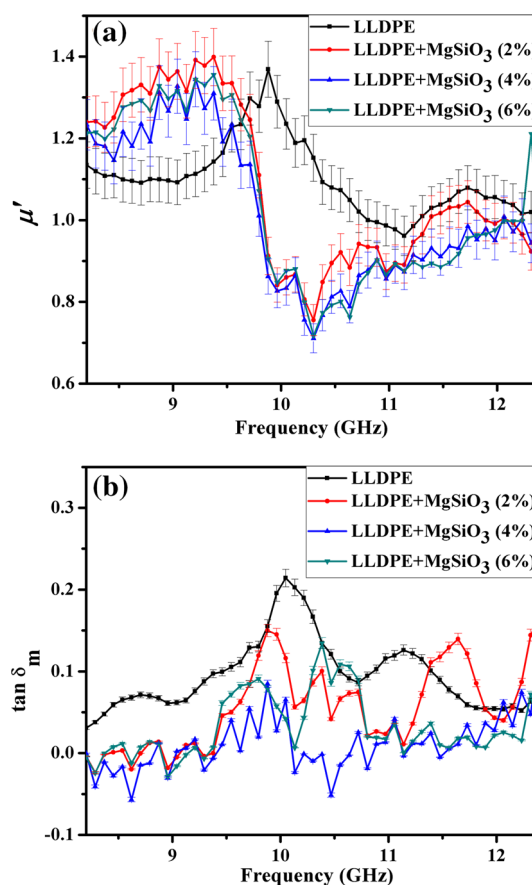 (a)
LLDPE
LLDPE+MgSiO3 (2%
LLDPE+MgSiO3 (4%
LLDPE+MgSiO3 (6%
1.4
1.2
1.0
0.8
0.6
μ'
9 10 11 12
Frequency (GHz)
(b)
LLDPE
LLDPE+MgSiO3 (2%)
LLDPE+MgSiO3 (4%)
LLDPE+MgSiO3 (6%)
0.3
0.2
0.1
0.0
-0.1
tan δm
9 10 11 12
Frequency (GHz)